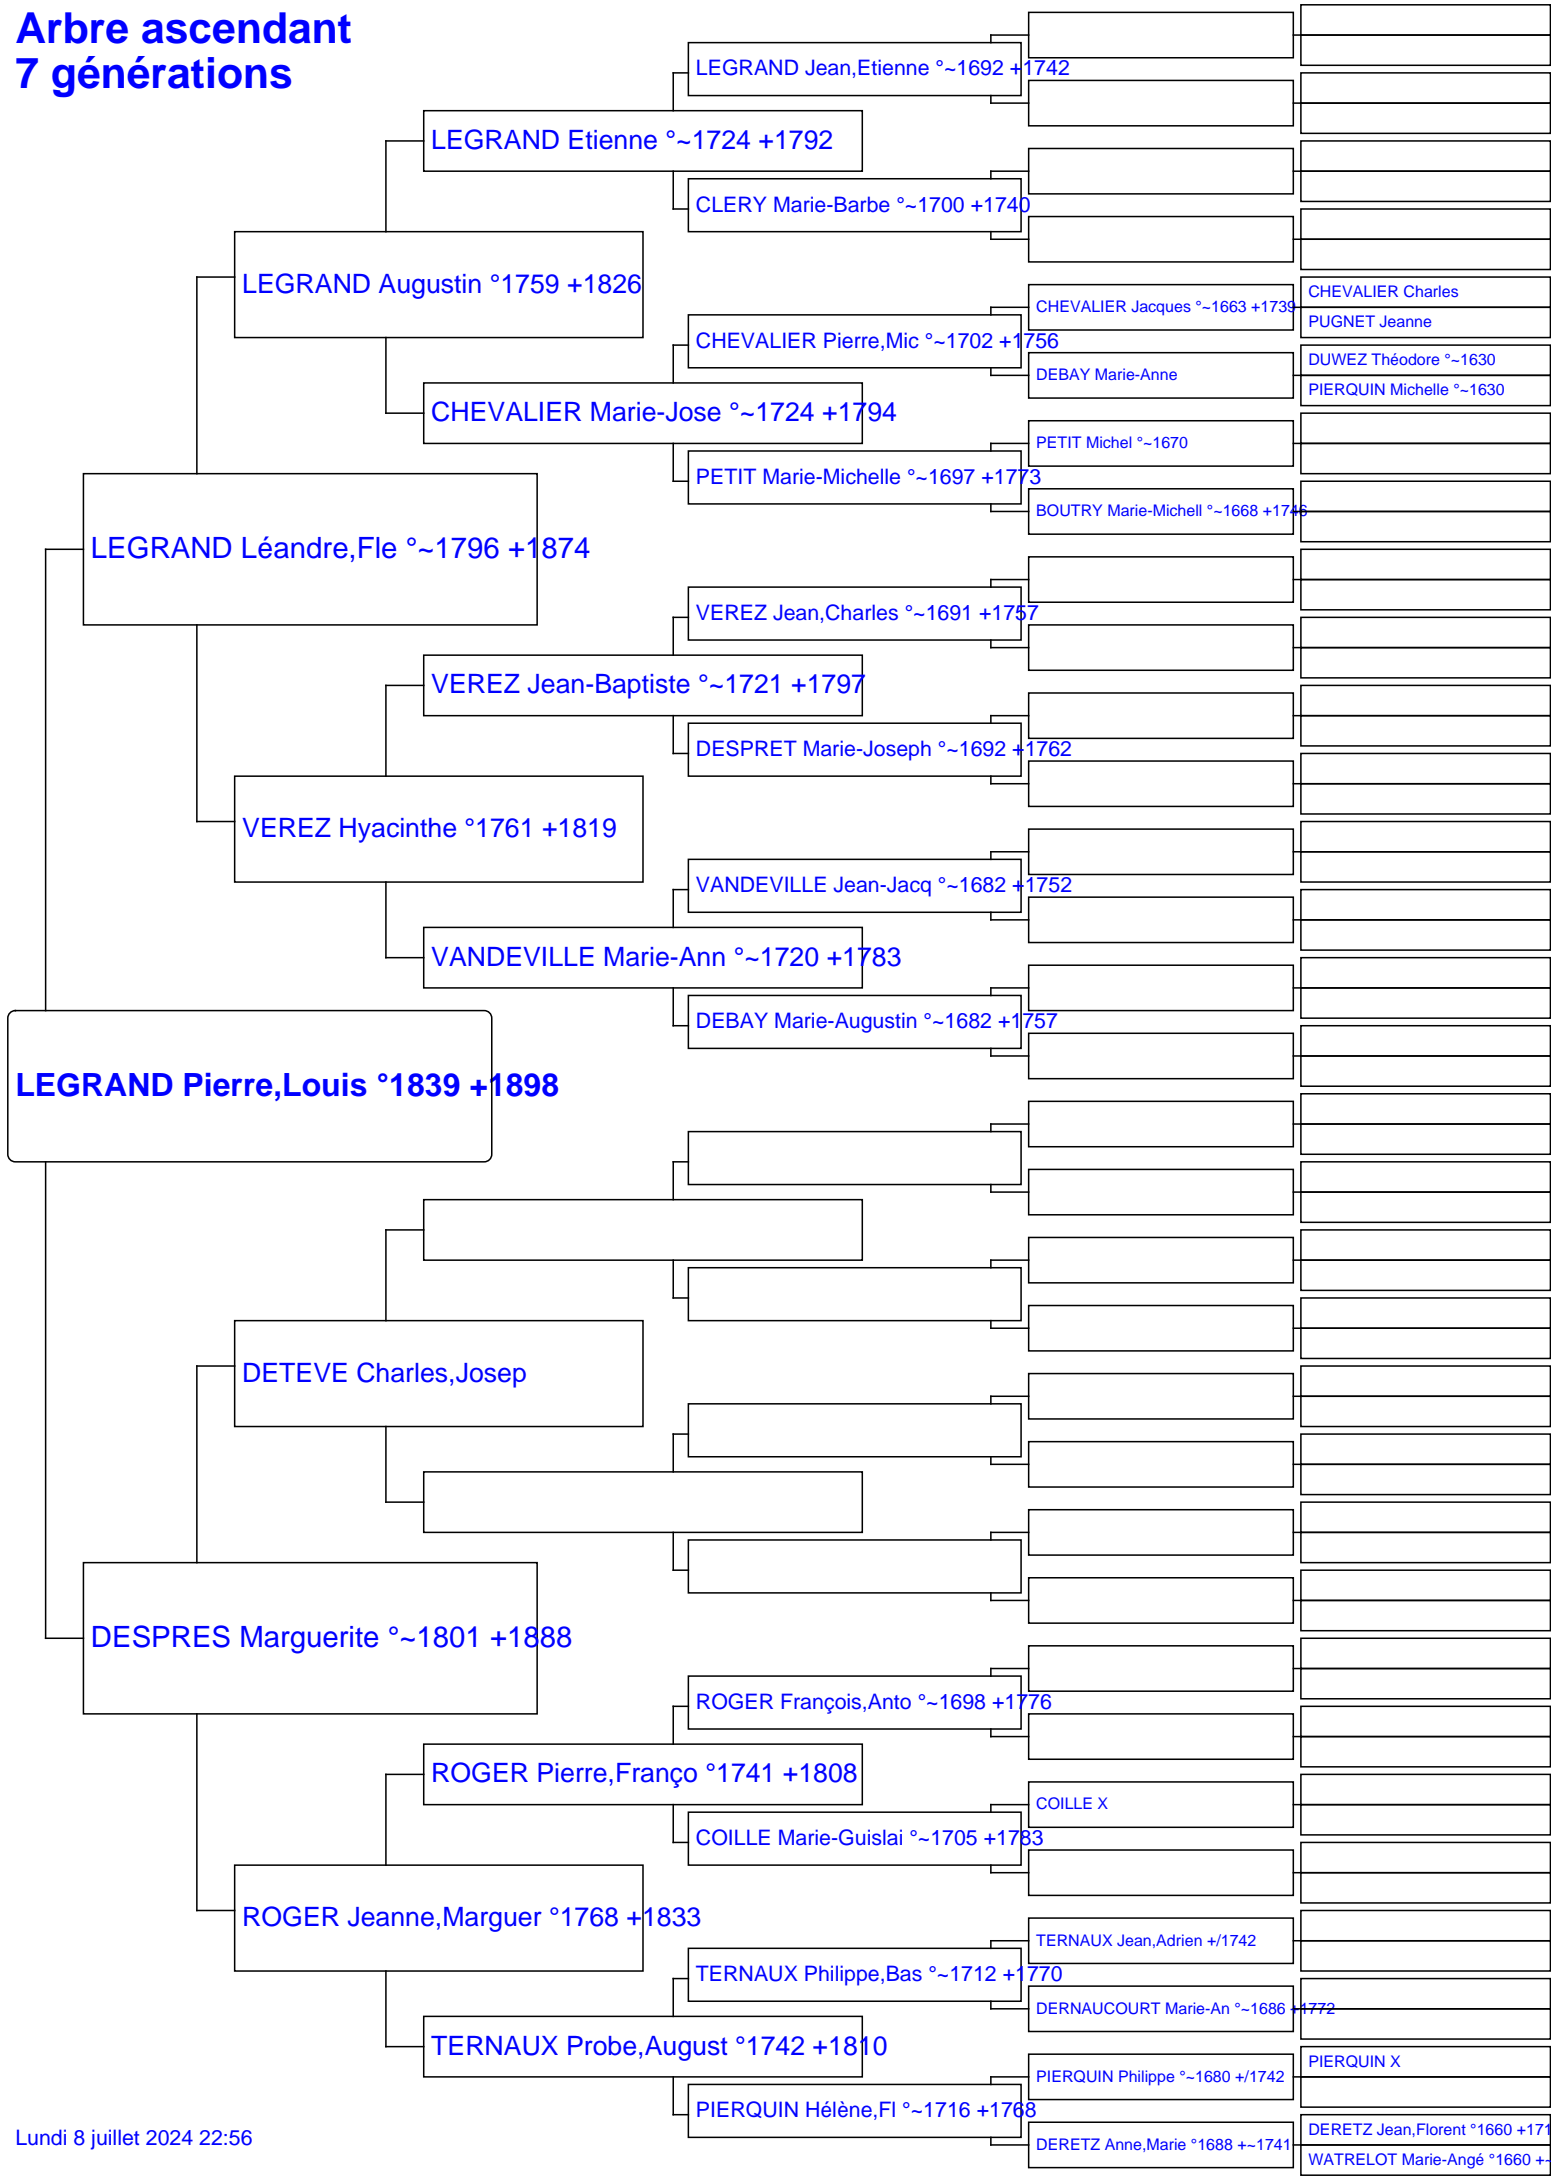 Arbre ascendant
7 générations
LEGRAND Jean,Etienne °~1692 +1742
LEGRAND Etienne °~1724 +1792
CLERY Marie-Barbe °~1700 +1740
LEGRAND Augustin °1759 +1826
CHEVALIER Charles
CHEVALIER Jacques °~1663 +1739
PUGNET Jeanne
CHEVALIER Pierre,Mic °~1702 +1756
DUWEZ Théodore °~1630
DEBAY Marie-Anne
PIERQUIN Michelle °~1630
CHEVALIER Marie-Jose °~1724 +1794
PETIT Michel °~1670
PETIT Marie-Michelle °~1697 +1773
BOUTRY Marie-Michell °~1668 +1746
LEGRAND Léandre,Fle °~1796 +1874
VEREZ Jean,Charles °~1691 +1757
VEREZ Jean-Baptiste °~1721 +1797
DESPRET Marie-Joseph °~1692 +1762
VEREZ Hyacinthe °1761 +1819
VANDEVILLE Jean-Jacq °~1682 +1752
VANDEVILLE Marie-Ann °~1720 +1783
DEBAY Marie-Augustin °~1682 +1757
LEGRAND Pierre,Louis °1839 +1898
DETEVE Charles,Josep
DESPRES Marguerite °~1801 +1888
ROGER François,Anto °~1698 +1776
ROGER Pierre,Franço °1741 +1808
COILLE X
COILLE Marie-Guislai °~1705 +1783
ROGER Jeanne,Marguer °1768 +1833
TERNAUX Jean,Adrien +/1742
TERNAUX Philippe,Bas °~1712 +1770
DERNAUCOURT Marie-An °~1686 +1772
TERNAUX Probe,August °1742 +1810
PIERQUIN X
PIERQUIN Philippe °~1680 +/1742
PIERQUIN Hélène,Fl °~1716 +1768
DERETZ Jean,Florent °1660 +171
DERETZ Anne,Marie °1688 +~1741
WATRELOT Marie-Angé °1660 +~
Lundi 8 juillet 2024 22:56